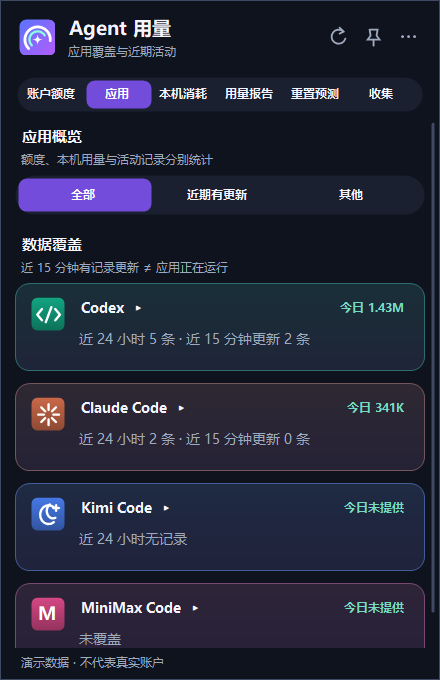 Agent 用量
应用覆盖与近期活动
账户额度 应用 本机消耗 用量报告 重置预测 收集
应用概览
额度、本机用量与活动记录分别统计
全部 近期有更新 其他
数据覆盖
近 15 分钟有记录更新 ≠ 应用正在运行
Codex ▸ 今日 1.43M
近 24 小时 5 条 · 近 15 分钟更新 2 条
Claude Code ▸ 今日 341K
近 24 小时 2 条 · 近 15 分钟更新 0 条
Kimi Code ▸ 今日未提供
近 24 小时无记录
M MiniMax Code ▸ 今日未提供
未覆盖
演示数据 · 不代表真实账户